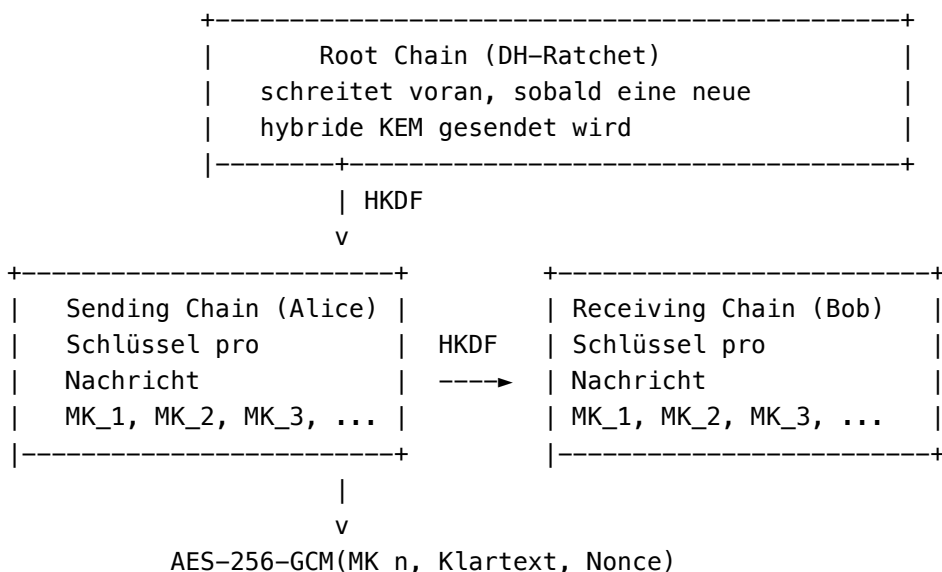 Root Chain (DH-Ratchet)
schreitet voran, sobald eine neue
hybride KEM gesendet wird
HKDF
Sending Chain (Alice)
Schlüssel pro
Nachricht
MK_1, MK_2, MK_3, ...
HKDF
Receiving Chain (Bob)
Schlüssel pro
Nachricht
MK_1, MK_2, MK_3, ...
AES-256-GCM(MK_n, Klartext, Nonce)